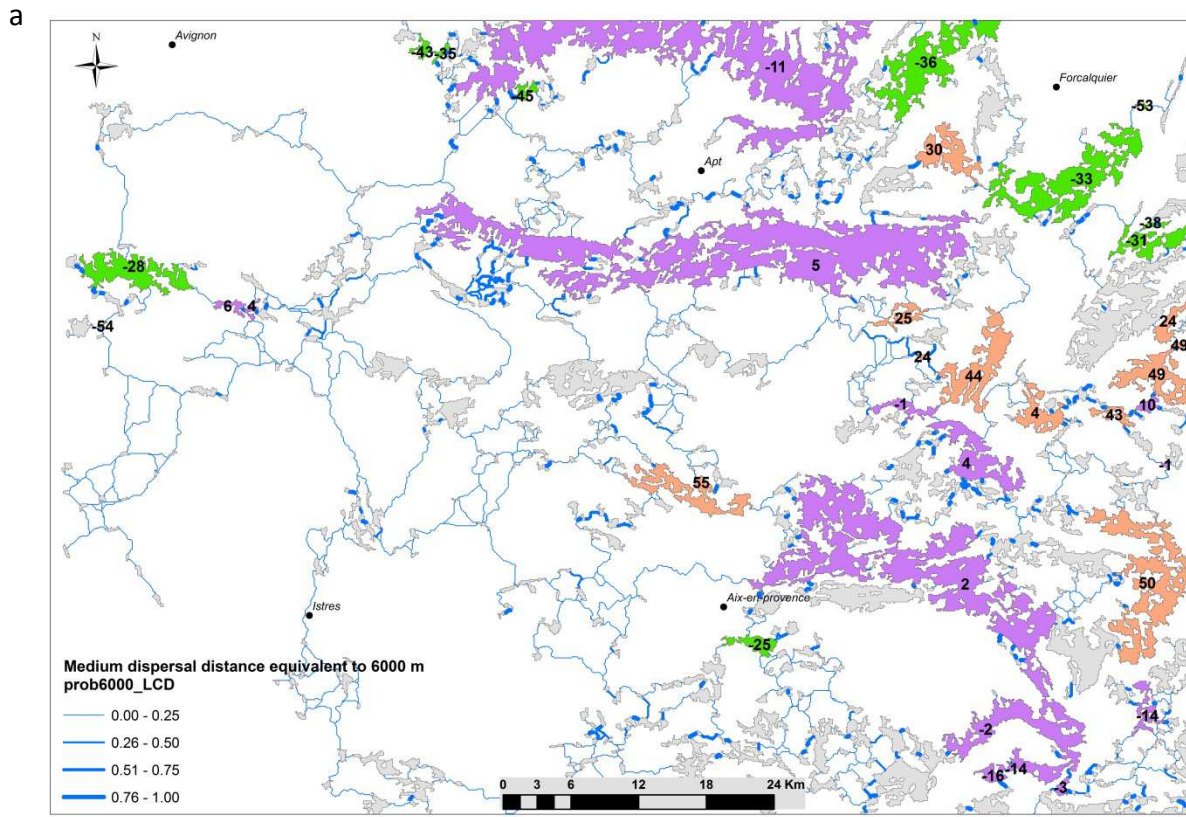 a
N
Avignon
-43
-35
-45
-11
-36
Forcalquier
-53
30
Apt
-33
-38
-31
-28
5
6
4
-54
25
24
24
49
44
49
-1
4
43
10
4
-1
55
2
50
Istres
Aix-en-provence
-25
Medium dispersal distance equivalent to 6000 m
prob6000_LCD
0.00 - 0.25
0.26 - 0.50
0.51 - 0.75
0.76 - 1.00
-14
-2
-14
-16
-3
0 3 6 12 18 24 Km